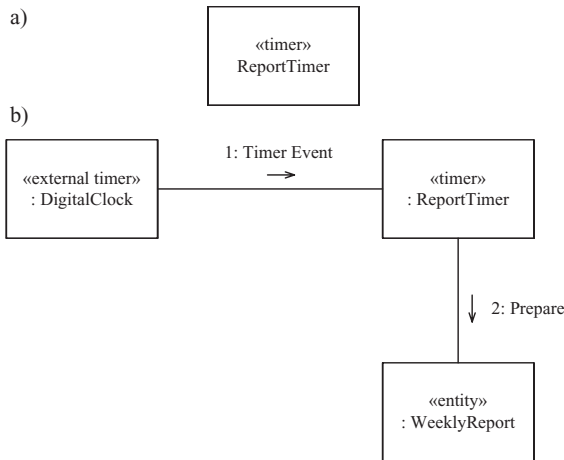 a)
«timer»
ReportTimer
b)
«external timer»
: DigitalClock
1: Timer Event
«timer»
: ReportTimer
2: Prepare
«entity»
: WeeklyReport